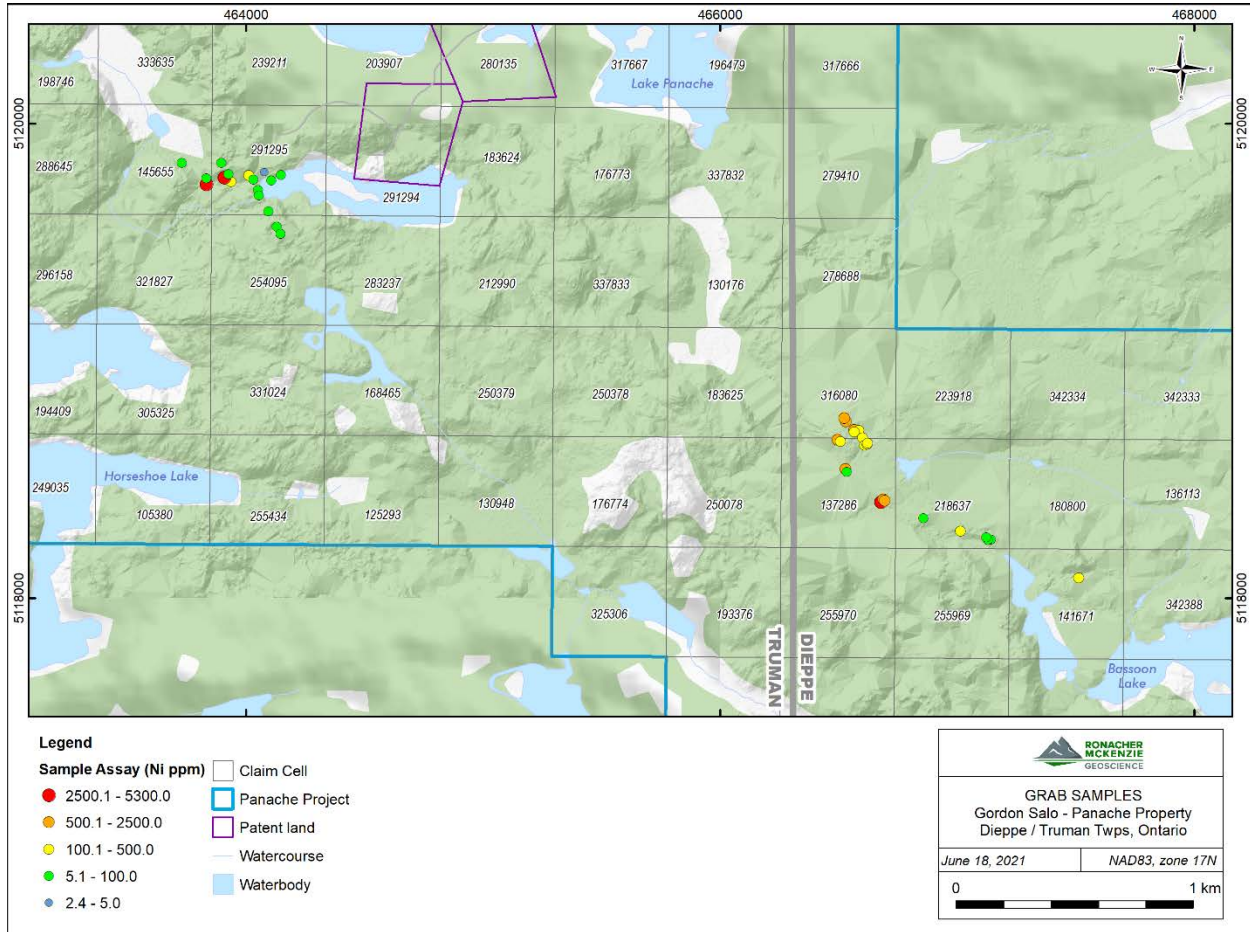 464000
466000
468000
5120000
5118000
5120000
5118000
N
W
E
S
333635
239211
203907
280135
317667
196479
317666
198746
Lake Panache
291295
288645
145655
183624
176773
337832
279410
291294
296158
321827
254095
283237
212990
337833
130176
278688
331024
168465
250379
250378
183625
316080
223918
342334
342333
194409
305325
Horseshoe Lake
249035
105380
255434
125293
130948
176774
250078
137286
218637
180800
136113
325306
193376
255970
255969
141671
342388
TRUMAN
DIEPPE
Bassoon
Lake
Legend
Sample Assay (Ni ppm)
2500.1 - 5300.0
500.1 - 2500.0
100.1 - 500.0
5.1 - 100.0
2.4 - 5.0
Claim Cell
Panache Project
Patent land
Watercourse
Waterbody
RONACHER
MCKENZIE
GEOSCIENCE
GRAB SAMPLES
Gordon Salo - Panache Property
Dieppe / Truman Twps, Ontario
June 18, 2021
NAD83, zone 17N
0
1 km